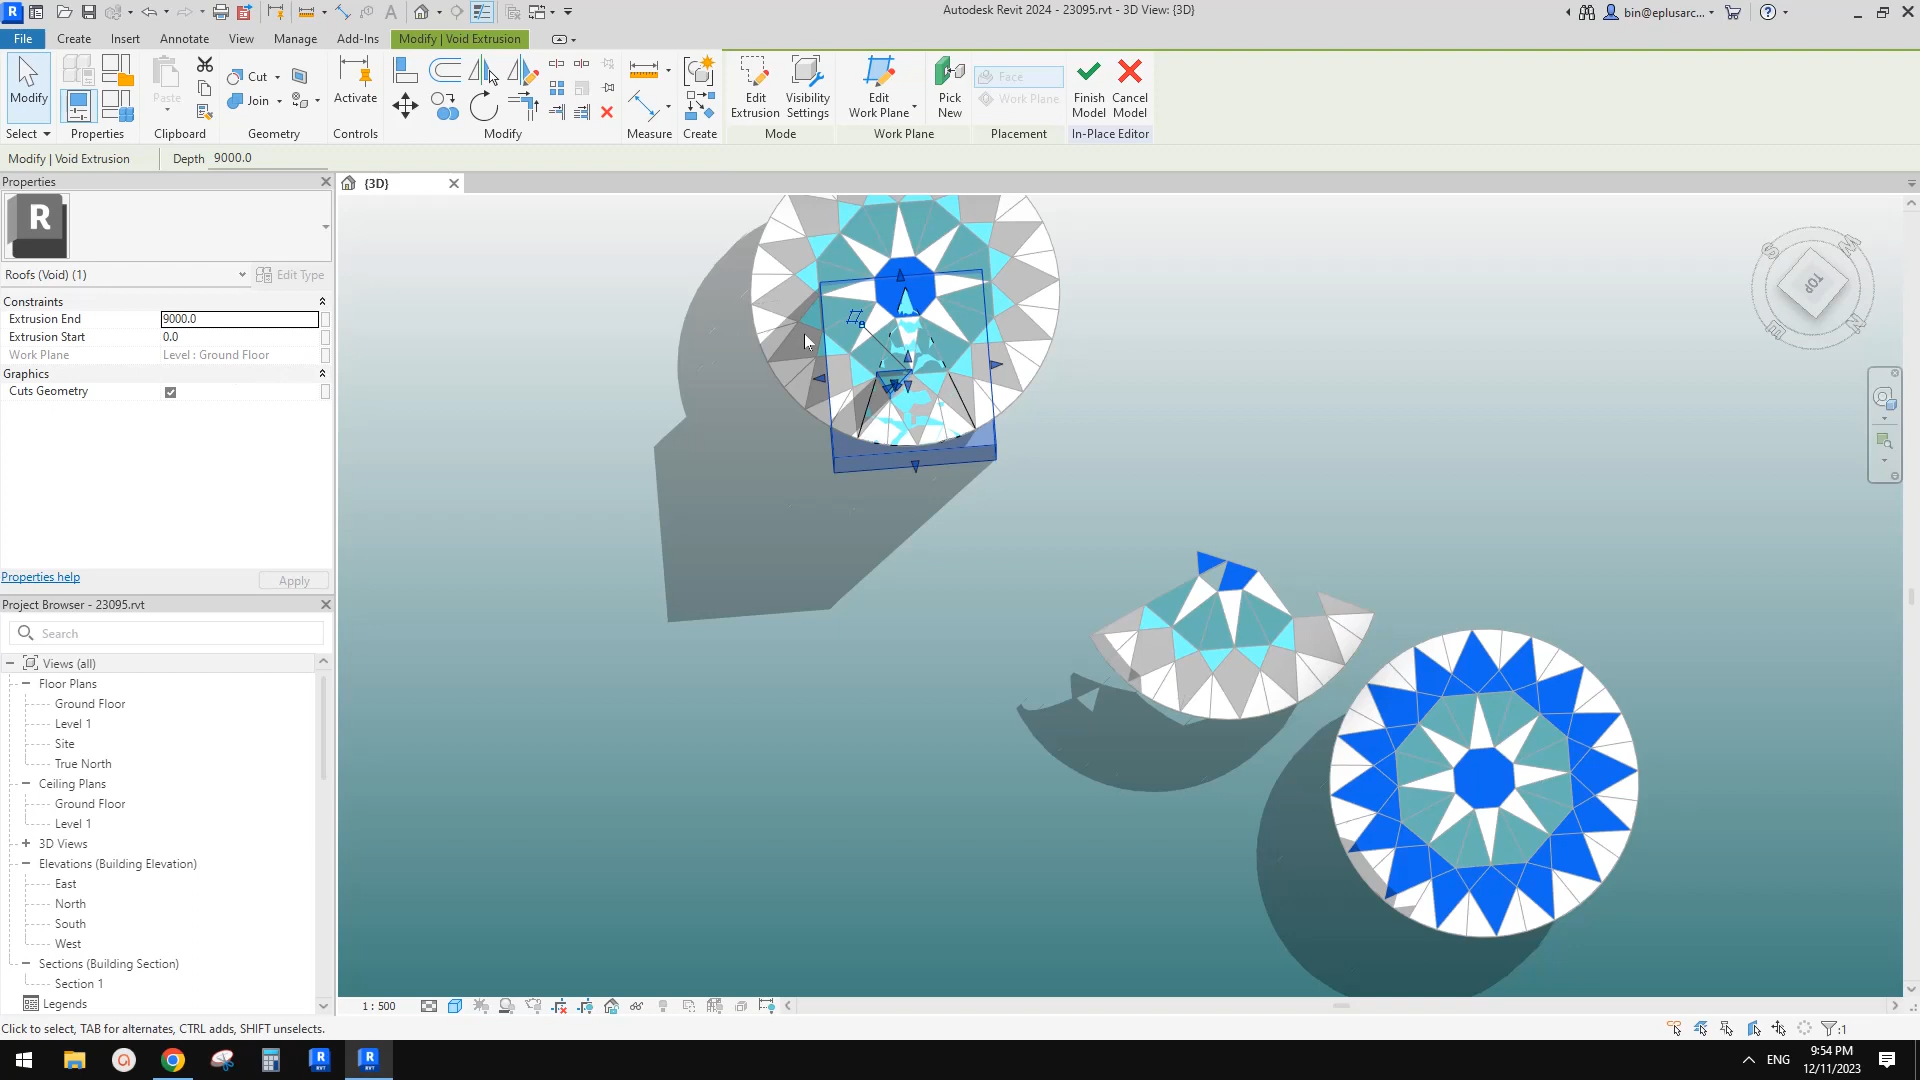 Autodesk Revit 2024 - 23095.rvt - 3D View: {3D}
bin@eplusarc...
File
Create
Insert
Annotate
View
Manage
Add-Ins
Modify | Void Extrusion
Modify
Paste
Cut
Join
Activate
Edit
Extrusion
Visibility
Settings
Edit
Work Plane
Pick
New
Face
Work Plane
Finish
Model
Cancel
Model
Select
Properties
Clipboard
Geometry
Controls
Modify
Measure
Create
Mode
Work Plane
Placement
In-Place Editor
Modify | Void Extrusion
Depth 9000.0
Properties
{3D}
R
Roofs (Void) (1)
Edit Type
Constraints
Extrusion End 9000.0
Extrusion Start 0.0
Work Plane Level : Ground Floor
Graphics
Cuts Geometry
Properties help
Apply
Project Browser - 23095.rvt
Search
Views (all)
Floor Plans
Ground Floor
Level 1
Site
True North
Ceiling Plans
Ground Floor
Level 1
3D Views
Elevations (Building Elevation)
East
North
South
West
Sections (Building Section)
Section 1
Legends
TOP
S
W
E
N
1 : 500
Click to select, TAB for alternates, CTRL adds, SHIFT unselects.
:1
ENG
9:54 PM
12/11/2023